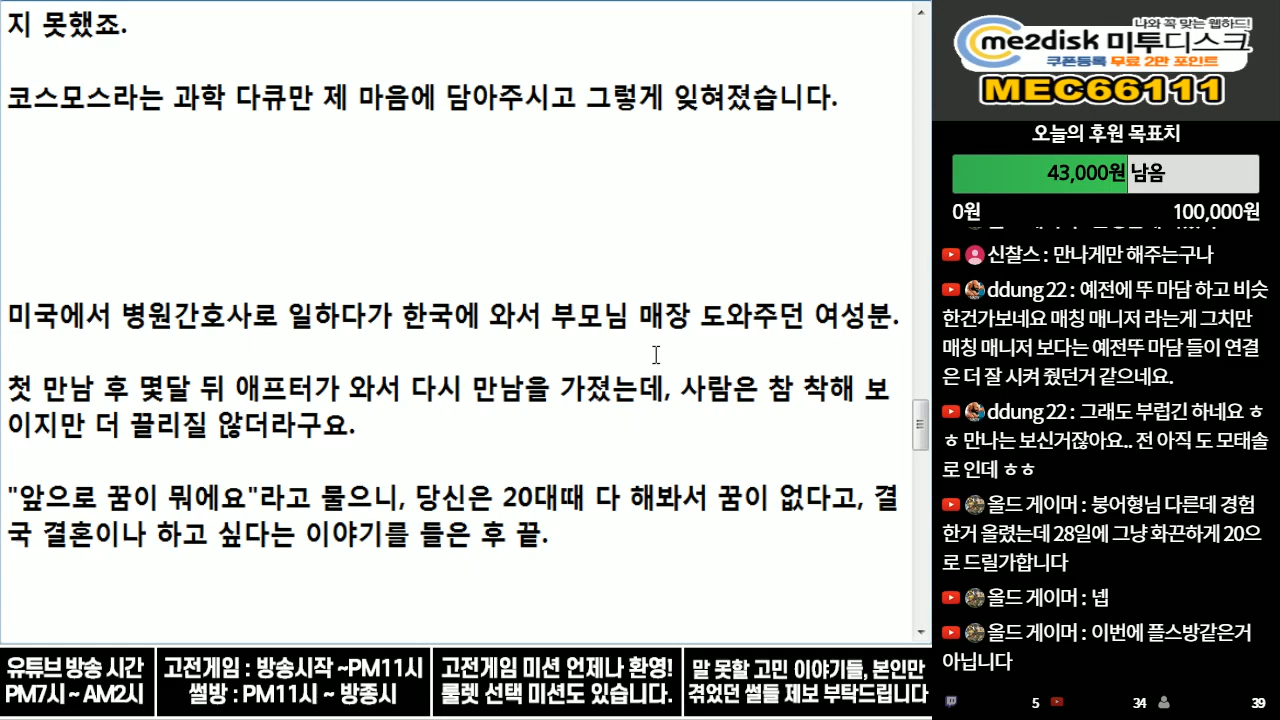 지 못했죠.
코스모스라는 과학 다큐만 제 마음에 담아주시고 그렇게 잊혀졌습니다.
미국에서 병원간호사로 일하다가 한국에 와서 부모님 매장 도와주던 여성분.
첫 만남 후 몇달 뒤 애프터가 와서 다시 만남을 가졌는데, 사람은 참 착해 보
이지만 더 끌리질 않더라구요.
"앞으로 꿈이 뭐에요"라고 물으니, 당신은 20대때 다 해봐서 꿈이 없다고, 결
국 결혼이나 하고 싶다는 이야기를 들은 후 끝.
나와 꼭 맞는 웹하드!
me2disk 미투디스크
쿠폰등록 무료 2만 포인트
MEC66111
오늘의 후원 목표치
43,000원 남음
0원 100,000원
신찰스 : 만나게만 해주는구나
ddung22 : 예전에 뚜 마담 하고 비슷
한건가보네요 매칭 매니저 라는게 그치만
매칭 매니저 보다는 예전뚜 마담 들이 연결
은 더 잘 시켜 줬던거 같으네요.
ddung22 : 그래도 부럽긴 하네요 ㅎ
ㅎ 만나는 보신거잖아요.. 전 아직 도 모태솔
로 인데 ㅎㅎ
올드 게이머 : 붕어형님 다른데 경험
한거 올렸는데 28일에 그냥 화끈하게 20으
로 드릴가합니다
올드 게이머 : 넵
올드 게이머 : 이번에 플스방같은거
아닙니다
5 34 39
유튜브 방송 시간
PM7시 ~ AM2시
고전게임 : 방송시작 ~PM11시
썰방 : PM11시 ~ 방종시
고전게임 미션 언제나 환영!
룰렛 선택 미션도 있습니다.
말 못할 고민 이야기들, 본인만
겪었던 썰들 제보 부탁드립니다